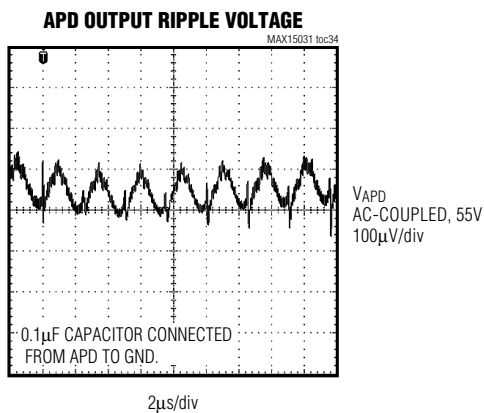 APD OUTPUT RIPPLE VOLTAGE
MAX15031 toc34
T
VAPD
AC-COUPLED, 55V
100μV/div
0.1μF CAPACITOR CONNECTED
FROM APD TO GND.
2μs/div